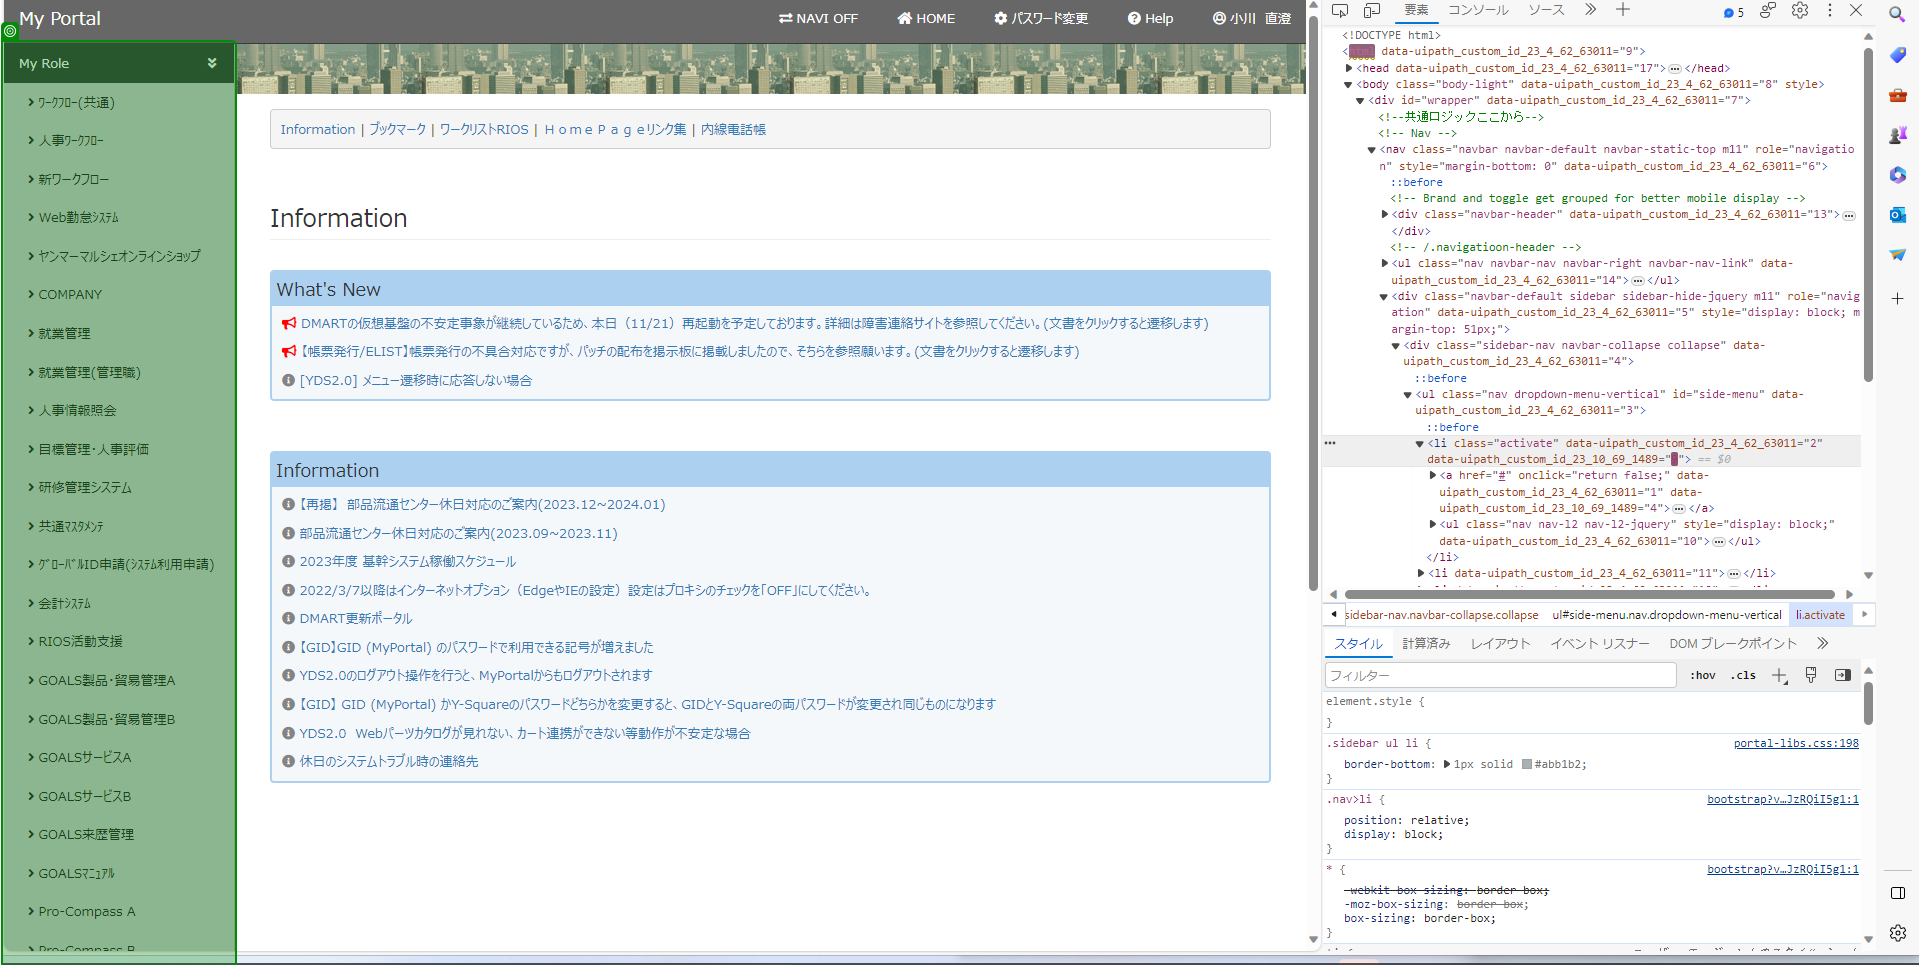 My Portal
NAVI OFF
HOME
パスワード変更
Help
小川 直澄
My Role
ﾜｰｸﾌﾛｰ(共通)
人事ﾜｰｸﾌﾛｰ
新ワークフロー
Web勤怠ｼｽﾃﾑ
ヤンマーマルシェオンラインショップ
COMPANY
就業管理
就業管理(管理職)
人事情報照会
目標管理･人事評価
研修管理システム
共通ﾏｽﾀﾒﾝﾃ
ｸﾞﾛｰﾊﾞﾙID申請(ｼｽﾃﾑ利用申請)
会計ｼｽﾃﾑ
RIOS活動支援
GOALS製品･貿易管理A
GOALS製品･貿易管理B
GOALSサービスA
GOALSサービスB
GOALS来歴管理
GOALSﾏﾆｭｱﾙ
Pro-Compass A
Pro-Compass B
Information | ブックマーク | ワークリストRIOS | ＨｏｍｅＰａｇｅリンク集 | 内線電話帳
Information
What's New
DMARTの仮想基盤の不安定事象が継続しているため、本日（11/21）再起動を予定しております。詳細は障害連絡サイトを参照してください。(文書をクリックすると遷移します)
【帳票発行/ELIST】帳票発行の不具合対応ですが、パッチの配布を掲示板に掲載しましたので、そちらを参照願います。(文書をクリックすると遷移します)
[YDS2.0] メニュー遷移時に応答しない場合
Information
【再掲】 部品流通センター休日対応のご案内(2023.12~2024.01)
部品流通センター休日対応のご案内(2023.09~2023.11)
2023年度 基幹システム稼働スケジュール
2022/3/7以降はインターネットオプション（EdgeやIEの設定）設定はプロキシのチェックを「OFF」にしてください。
DMART更新ポータル
【GID】GID (MyPortal) のパスワードで利用できる記号が増えました
YDS2.0のログアウト操作を行うと、MyPortalからもログアウトされます
【GID】 GID (MyPortal) かY-Squareのパスワードどちらかを変更すると、GIDとY-Squareの両パスワードが変更され同じものになります
YDS2.0 Webパーツカタログが見れない、カート連携ができない等動作が不安定な場合
休日のシステムトラブル時の連絡先
要素
コンソール
ソース
5
<!DOCTYPE html>
<html data-uipath_custom_id_23_4_62_63011="9">
<head data-uipath_custom_id_23_4_62_63011="17"> </head>
<body class="body-light" data-uipath_custom_id_23_4_62_63011="8" style>
<div id="wrapper" data-uipath_custom_id_23_4_62_63011="7">
<!--共通ロジックここから-->
<!-- Nav -->
<nav class="navbar navbar-default navbar-static-top m11" role="navigatio
n" style="margin-bottom: 0" data-uipath_custom_id_23_4_62_63011="6">
::before
<!-- Brand and toggle get grouped for better mobile display -->
<div class="navbar-header" data-uipath_custom_id_23_4_62_63011="13">
</div>
<!-- /.navigatioon-header -->
<ul class="nav navbar-nav navbar-right navbar-nav-link" data-
uipath_custom_id_23_4_62_63011="14"> </ul>
<div class="navbar-default sidebar sidebar-hide-jquery m11" role="navig
ation" data-uipath_custom_id_23_4_62_63011="5" style="display: block; m
argin-top: 51px;">
<div class="sidebar-nav navbar-collapse collapse" data-
uipath_custom_id_23_4_62_63011="4">
::before
<ul class="nav dropdown-menu-vertical" id="side-menu" data-
uipath_custom_id_23_4_62_63011="3">
::before
<li class="activate" data-uipath_custom_id_23_4_62_63011="2"
data-uipath_custom_id_23_10_69_1489=" "> == $0
<a href="#" onclick="return false;" data-
uipath_custom_id_23_4_62_63011="1" data-
uipath_custom_id_23_10_69_1489="4"> </a>
<ul class="nav nav-l2 nav-l2-jquery" style="display: block;"
data-uipath_custom_id_23_4_62_63011="10"> </ul>
</li>
<li data-uipath_custom_id_23_4_62_63011="11"> </li>
sidebar-nav.navbar-collapse.collapse
ul#side-menu.nav.dropdown-menu-vertical
li.activate
スタイル
計算済み
レイアウト
イベント リスナー
DOM ブレークポイント
フィルター
:hov
.cls
element.style {
}
.sidebar ul li {
portal-libs.css:198
border-bottom: 1px solid #abb1b2;
}
.nav>li {
bootstrap?v…JzRQiI5g1:1
position: relative;
display: block;
}
* {
bootstrap?v…JzRQiI5g1:1
-webkit-box-sizing: border-box;
-moz-box-sizing: border-box;
box-sizing: border-box;
}